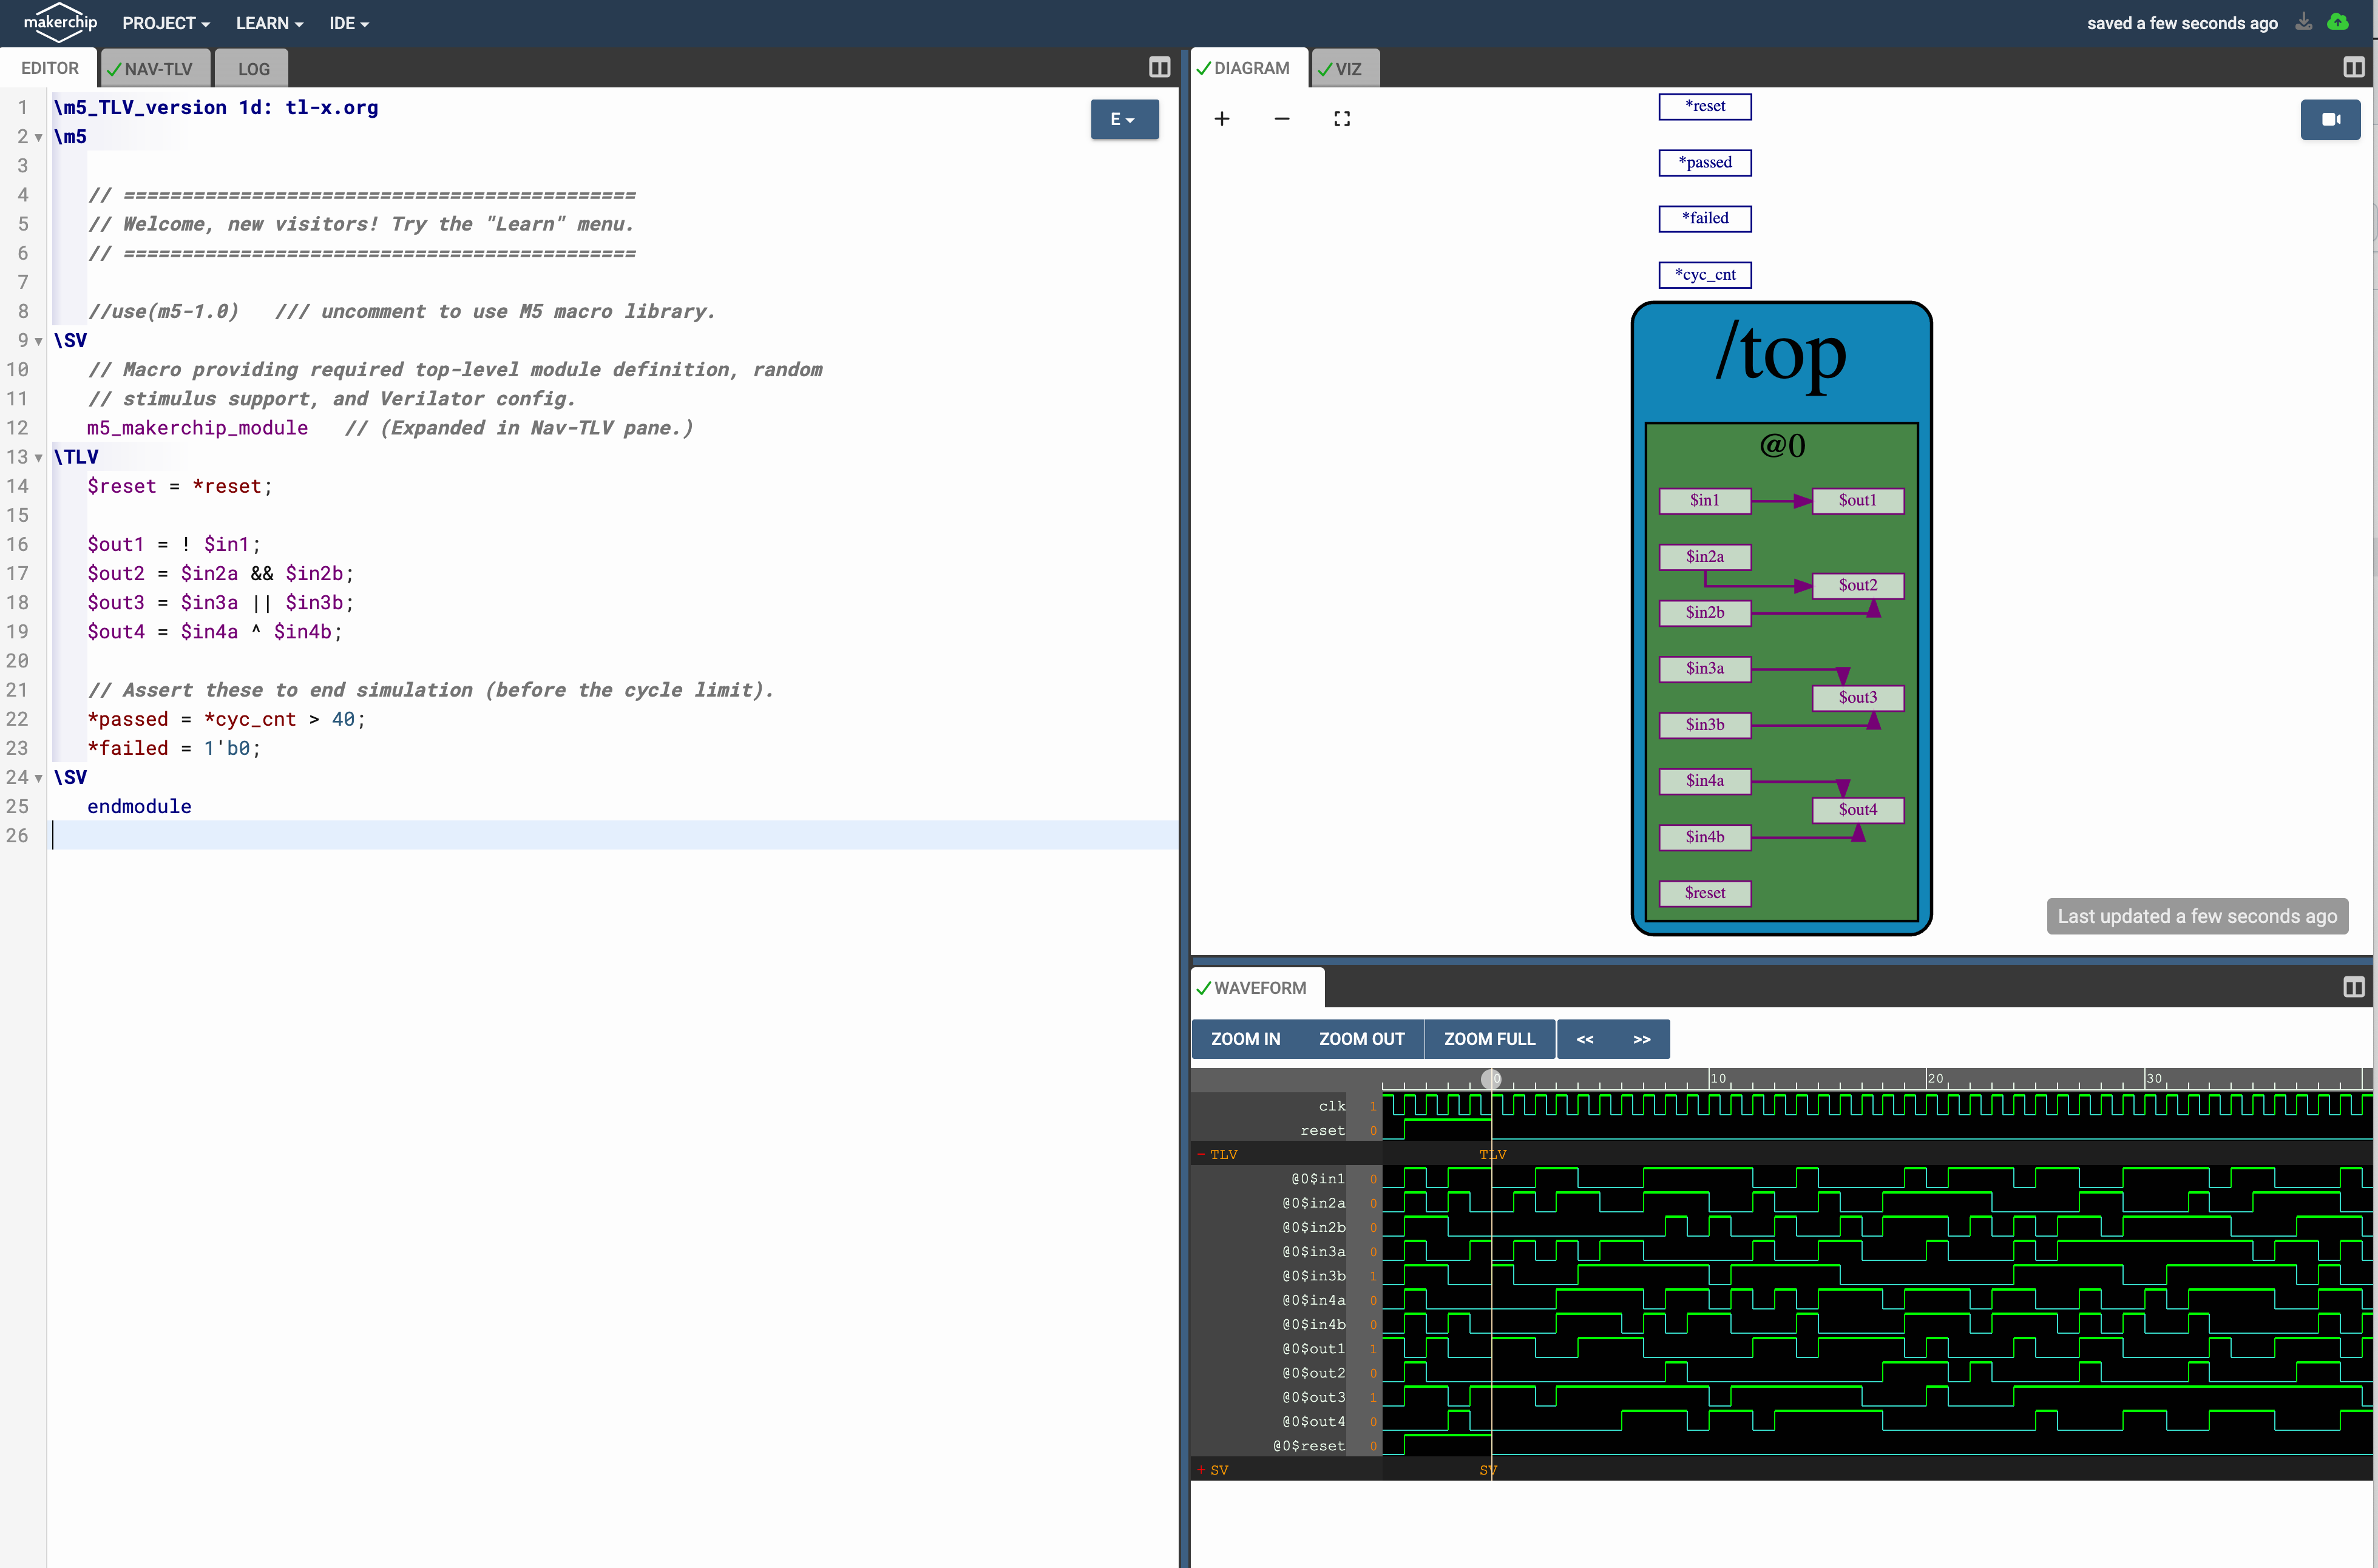 makerchip PROJECT LEARN IDE saved a few seconds ago
EDITOR NAV-TLV LOG
1 \m5_TLV_version 1d: tl-x.org
2 \m5
3
4 // ============================================
5 // Welcome, new visitors! Try the "Learn" menu.
6 // ============================================
7
8 //use(m5-1.0)   /// uncomment to use M5 macro library.
9 \SV
10 // Macro providing required top-level module definition, random
11 // stimulus support, and Verilator config.
12 m5_makerchip_module   // (Expanded in Nav-TLV pane.)
13 \TLV
14 $reset = *reset;
15
16 $out1 = ! $in1;
17 $out2 = $in2a && $in2b;
18 $out3 = $in3a || $in3b;
19 $out4 = $in4a ^ $in4b;
20
21 // Assert these to end simulation (before the cycle limit).
22 *passed = *cyc_cnt > 40;
23 *failed = 1'b0;
24 \SV
25 endmodule
26
E
DIAGRAM VIZ
+ −
*reset
*passed
*failed
*cyc_cnt
/top
@0
$in1 $out1
$in2a
$out2
$in2b
$in3a
$out3
$in3b
$in4a
$out4
$in4b
$reset
Last updated a few seconds ago
WAVEFORM
ZOOM IN ZOOM OUT ZOOM FULL << >>
0 10 20 30
clk 1
reset 0
− TLV TLV
@0$in1 0
@0$in2a 0
@0$in2b 0
@0$in3a 0
@0$in3b 1
@0$in4a 0
@0$in4b 0
@0$out1 1
@0$out2 0
@0$out3 1
@0$out4 0
@0$reset 0
+ SV SV